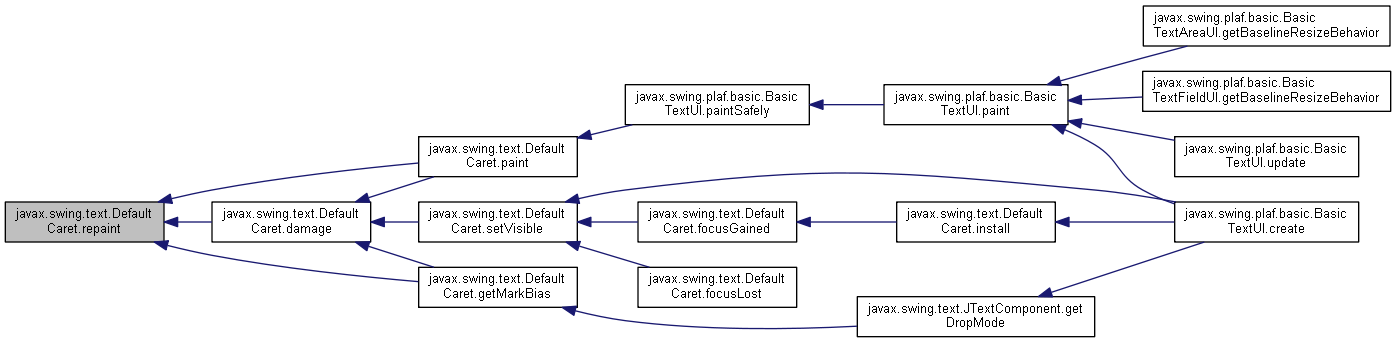 javax.swing.plaf.basic.Basic
TextAreaUI.getBaselineResizeBehavior
javax.swing.plaf.basic.Basic
TextFieldUI.getBaselineResizeBehavior
javax.swing.plaf.basic.Basic
TextUI.paintSafely
javax.swing.plaf.basic.Basic
TextUI.paint
javax.swing.text.Default
Caret.paint
javax.swing.plaf.basic.Basic
TextUI.update
javax.swing.text.Default
Caret.repaint
javax.swing.text.Default
Caret.damage
javax.swing.text.Default
Caret.setVisible
javax.swing.text.Default
Caret.focusGained
javax.swing.text.Default
Caret.install
javax.swing.plaf.basic.Basic
TextUI.create
javax.swing.text.Default
Caret.getMarkBias
javax.swing.text.Default
Caret.focusLost
javax.swing.text.JTextComponent.get
DropMode